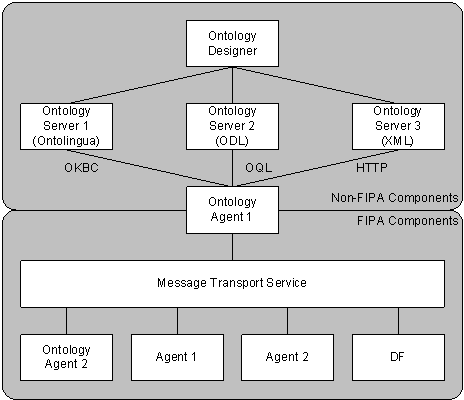 Ontology
Designer
Ontology
Server 1
(Ontolingua)
Ontology
Server 2
(ODL)
Ontology
Server 3
(XML)
OKBC
OQL
HTTP
Ontology
Agent 1
Non-FIPA Components
FIPA Components
Message Transport Service
Ontology
Agent 2
Agent 1
Agent 2
DF